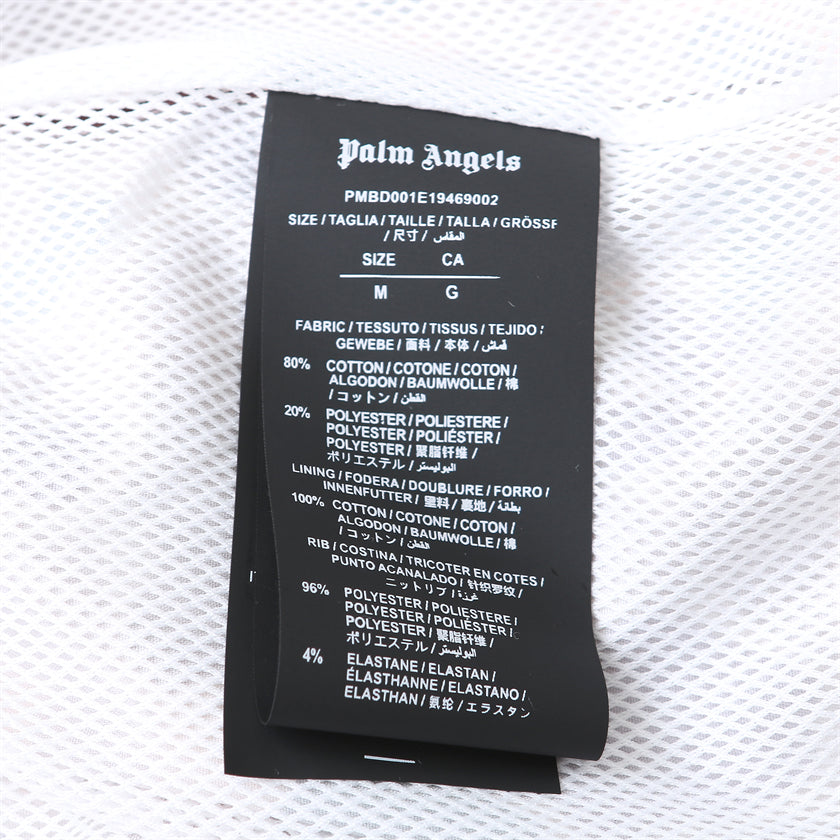 Palm Angels
PMBD001E19469002
SIZE / TAGLIA / TAILLE / TALLA / GRÖSSE
/ 尺寸 / المقاس
SIZE CA
M G
FABRIC / TESSUTO / TISSUS / TEJIDO /
GEWEBE / 面料 / 本体 / قماش
80% COTTON / COTONE / COTON /
ALGODON / BAUMWOLLE / 棉
/ コットン / القطن
20% POLYESTER / POLIESTERE /
POLYESTER / POLIÉSTER /
POLYESTER / 聚脂纤维 /
ポリエステル / البوليستر
LINING / FODERA / DOUBLURE / FORRO /
INNENFUTTER / 里料 / 裏地 / بطانة
100% COTTON / COTONE / COTON /
ALGODON / BAUMWOLLE / 棉
/ コットン / القطن
RIB / COSTINA / TRICOTER EN COTES /
PUNTO ACANALADO / 针织罗纹 /
ニットリブ /
96% POLYESTER / POLIESTERE /
POLYESTER / POLIÉSTER /
POLYESTER / 聚脂纤维 /
ポリエステル / البوليستر
4% ELASTANE / ELASTAN /
ÉLASTHANNE / ELASTANO /
ELASTHAN / 氨纶 / エラスタン